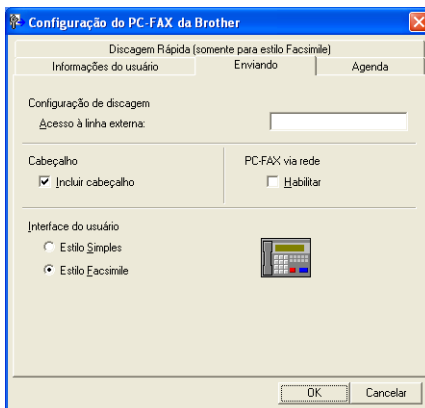 Configuração do PC-FAX da Brother
Discagem Rápida (somente para estilo Facsimile)
Informações do usuário Enviando Agenda
Configuração de discagem
Acesso à linha externa:
Cabeçalho PC-FAX via rede
Incluir cabeçalho Habilitar
Interface do usuário
Estilo Simples
Estilo Facsimile
OK Cancelar